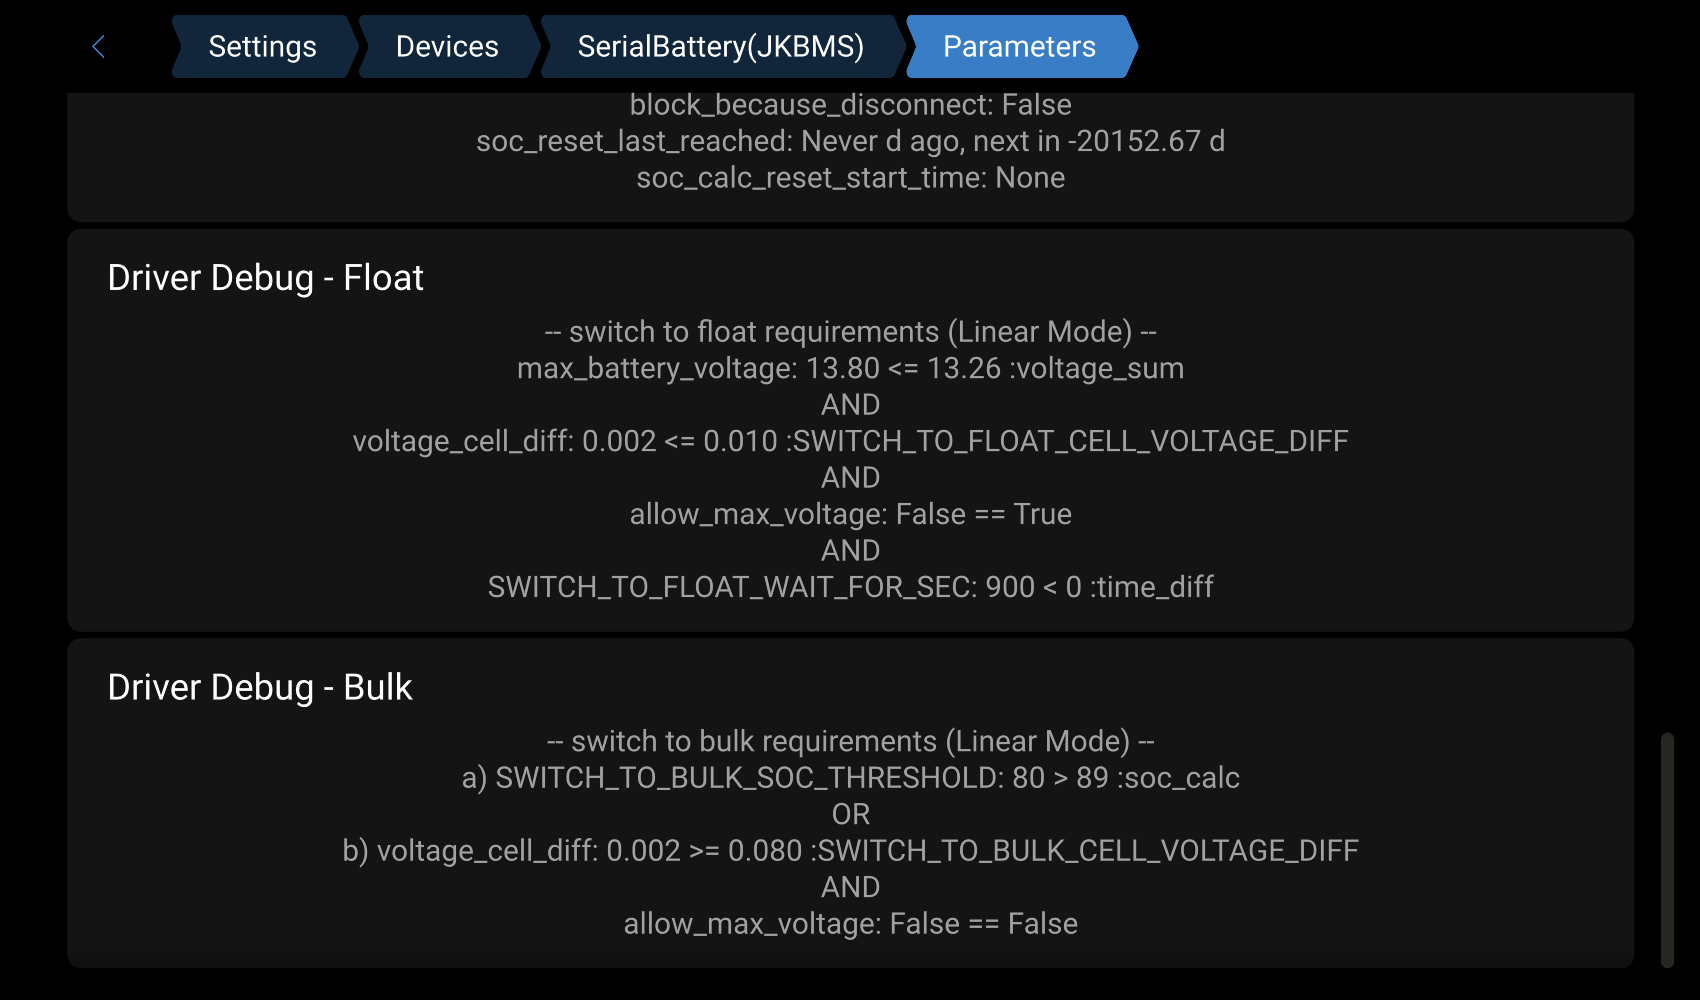 Settings
Devices
SerialBattery(JKBMS)
Parameters
block_because_disconnect: False
soc_reset_last_reached: Never d ago, next in -20152.67 d
soc_calc_reset_start_time: None
Driver Debug - Float
-- switch to float requirements (Linear Mode) --
max_battery_voltage: 13.80 <= 13.26 :voltage_sum
AND
voltage_cell_diff: 0.002 <= 0.010 :SWITCH_TO_FLOAT_CELL_VOLTAGE_DIFF
AND
allow_max_voltage: False == True
AND
SWITCH_TO_FLOAT_WAIT_FOR_SEC: 900 < 0 :time_diff
Driver Debug - Bulk
-- switch to bulk requirements (Linear Mode) --
a) SWITCH_TO_BULK_SOC_THRESHOLD: 80 > 89 :soc_calc
OR
b) voltage_cell_diff: 0.002 >= 0.080 :SWITCH_TO_BULK_CELL_VOLTAGE_DIFF
AND
allow_max_voltage: False == False